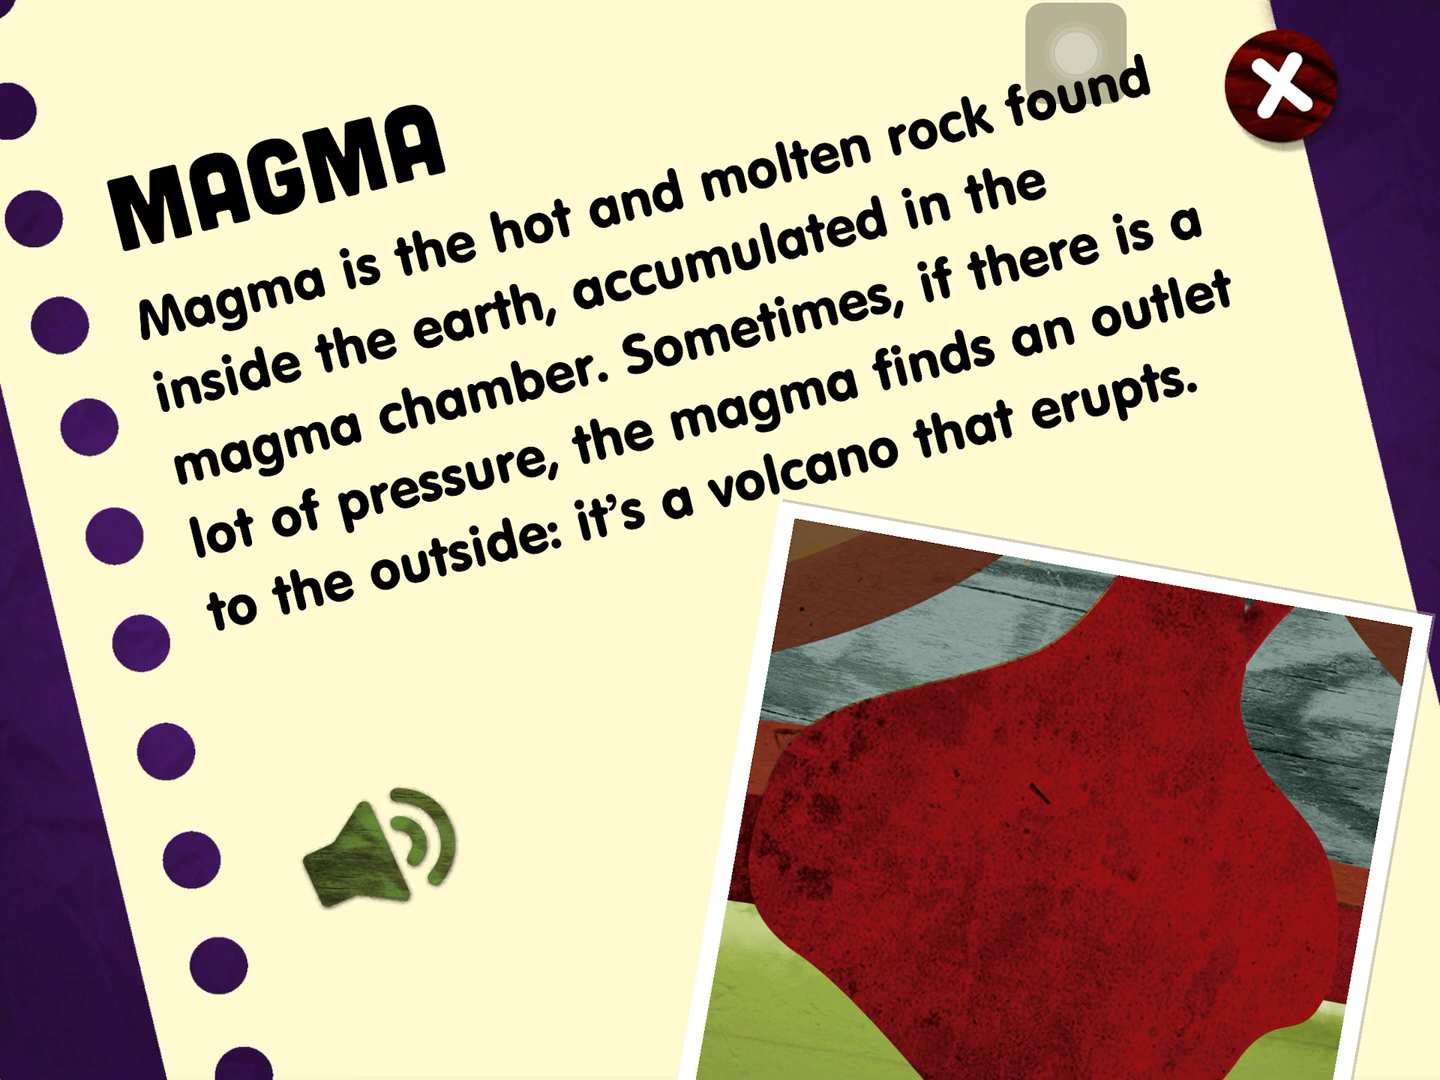 MAGMA
Magma is the hot and molten rock found
inside the earth, accumulated in the
magma chamber. Sometimes, if there is a
lot of pressure, the magma finds an outlet
to the outside: it's a volcano that erupts.